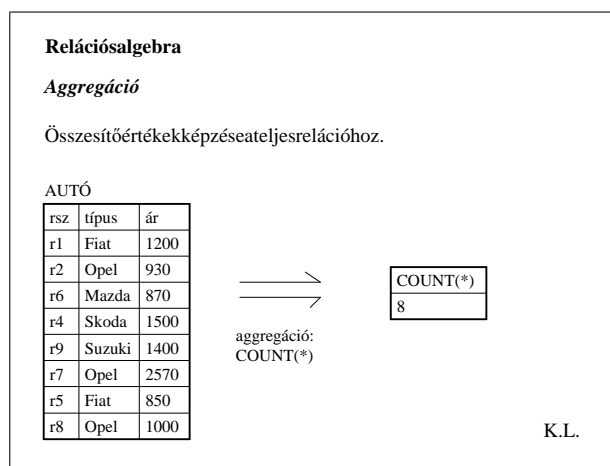 Relációsalgebra
Aggregáció
Összesítőértékekképzéseateljesrelációhoz.
AUTÓ
rsz típus ár
r1 Fiat 1200
r2 Opel 930
r6 Mazda 870
r4 Skoda 1500
r9 Suzuki 1400
r7 Opel 2570
r5 Fiat 850
r8 Opel 1000
aggregáció:
COUNT(*)
COUNT(*)
8
K.L.